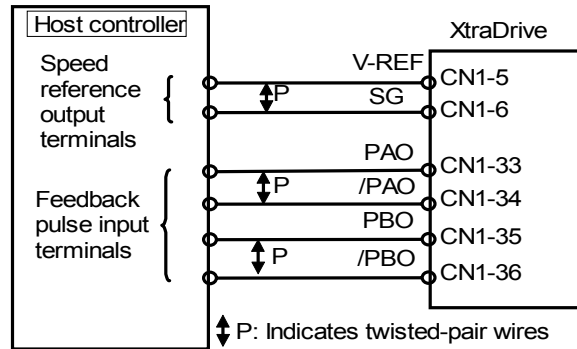 Host controller
XtraDrive
Speed
reference
output
terminals
V-REF
CN1-5
P
SG
CN1-6
Feedback
pulse input
terminals
PAO
CN1-33
P
/PAO
CN1-34
PBO
CN1-35
P
/PBO
CN1-36
P: Indicates twisted-pair wires